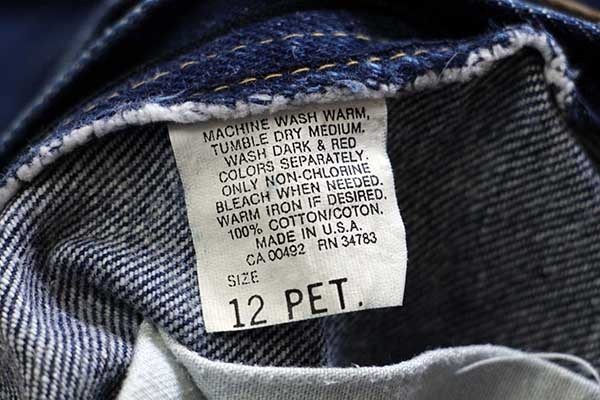 MACHINE WASH WARM,
TUMBLE DRY MEDIUM.
WASH DARK & RED
COLORS SEPARATELY.
ONLY NON-CHLORINE
BLEACH WHEN NEEDED.
WARM IRON IF DESIRED.
100% COTTON/COTON.
MADE IN U.S.A.
CA 00492 RN 34783
SIZE
12 PET.